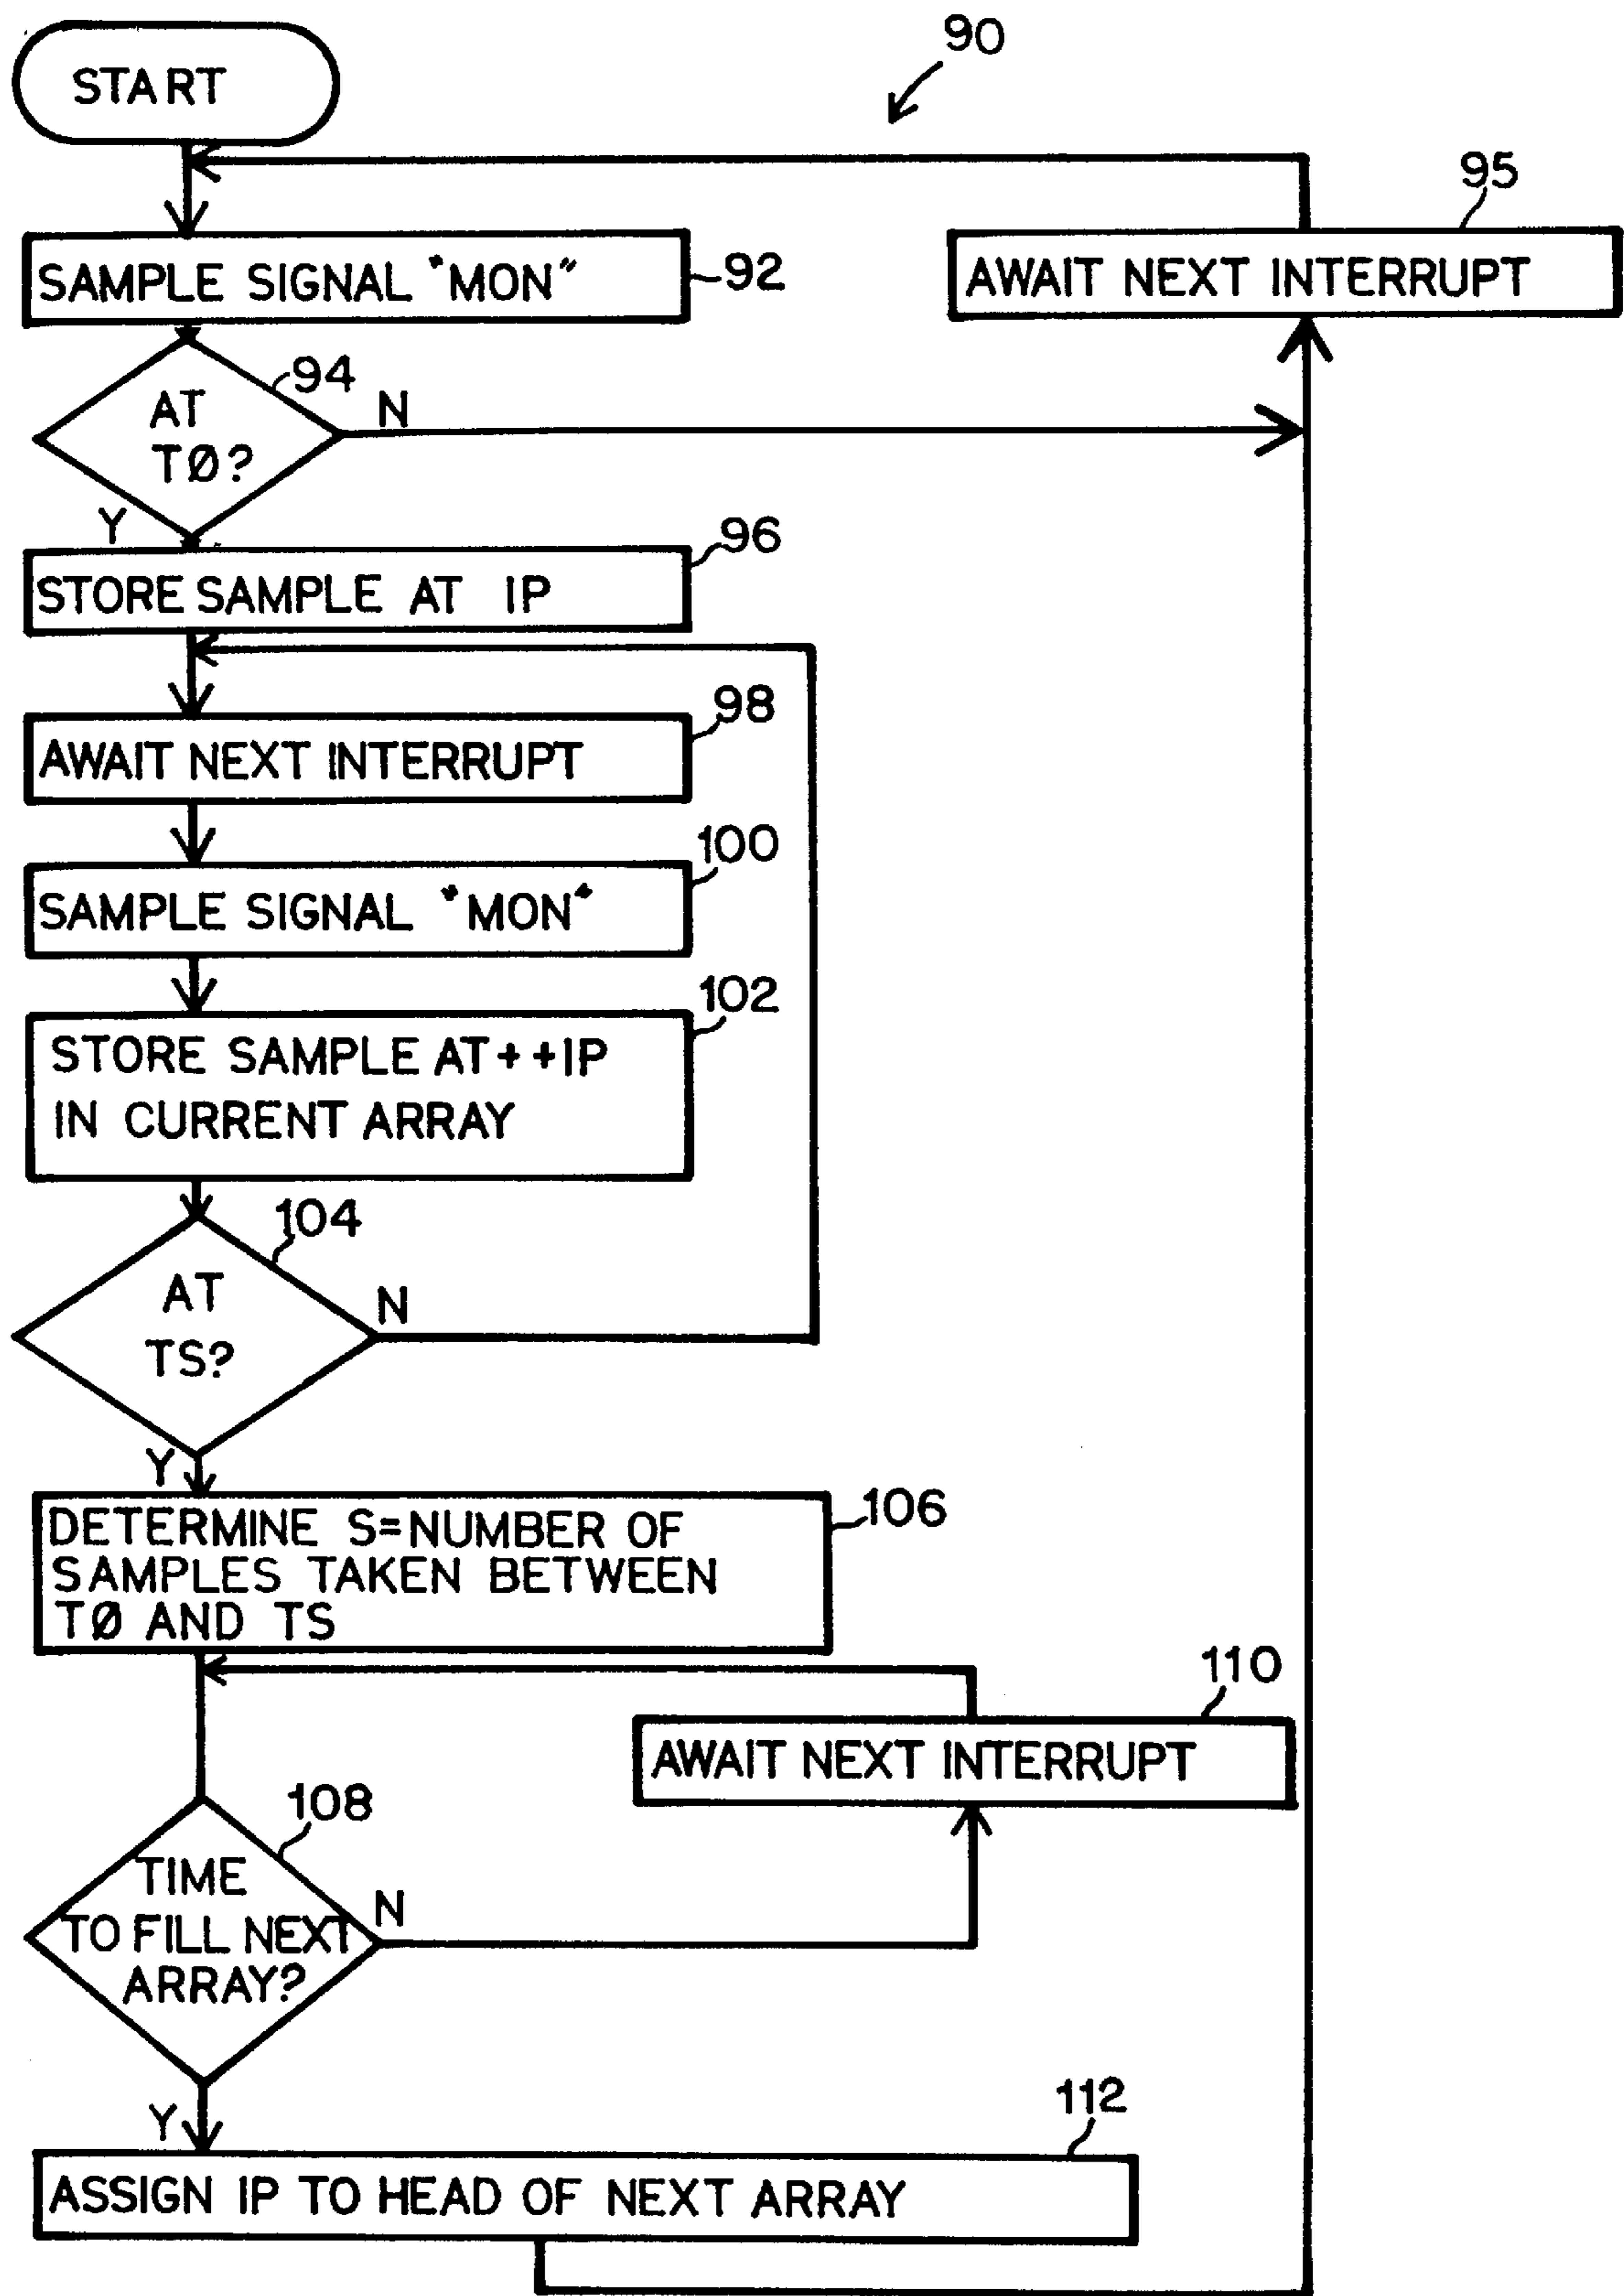 START
90
95
SAMPLE SIGNAL "MON"
92
AWAIT NEXT INTERRUPT
94
AT
TØ?
N
Y
96
STORE SAMPLE AT IP
98
AWAIT NEXT INTERRUPT
100
SAMPLE SIGNAL "MON"
102
STORE SAMPLE AT++IP
IN CURRENT ARRAY
104
AT
TS?
N
Y
DETERMINE S=NUMBER OF
SAMPLES TAKEN BETWEEN
TØ AND TS
106
110
AWAIT NEXT INTERRUPT
108
TIME
TO FILL NEXT
ARRAY?
N
Y
112
ASSIGN IP TO HEAD OF NEXT ARRAY